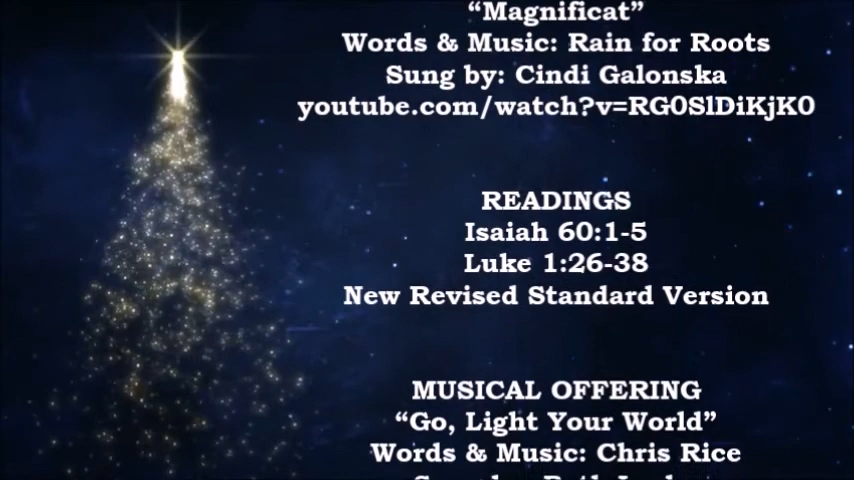 “Magnificat”
Words & Music: Rain for Roots
Sung by: Cindi Galonska
youtube.com/watch?v=RG0SlDiKjK0
READINGS
Isaiah 60:1-5
Luke 1:26-38
New Revised Standard Version
MUSICAL OFFERING
“Go, Light Your World”
Words & Music: Chris Rice